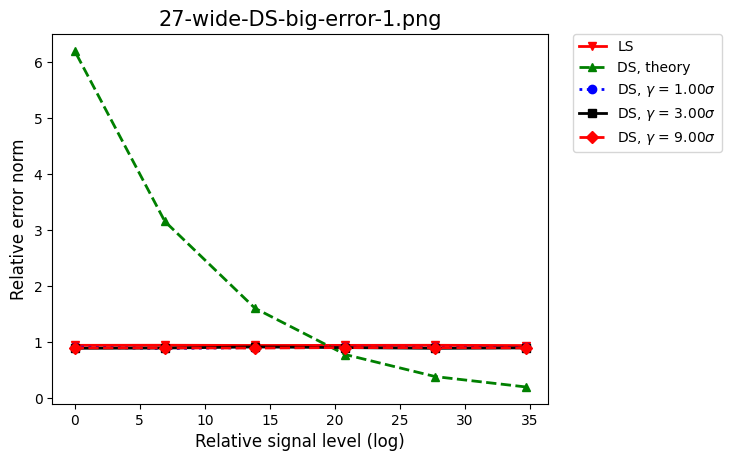 27-wide-DS-big-error-1.png
Relative error norm
6
5
4
3
2
1
0
0 5 10 15 20 25 30 35
Relative signal level (log)
LS
DS, theory
DS, γ = 1.00σ
DS, γ = 3.00σ
DS, γ = 9.00σ